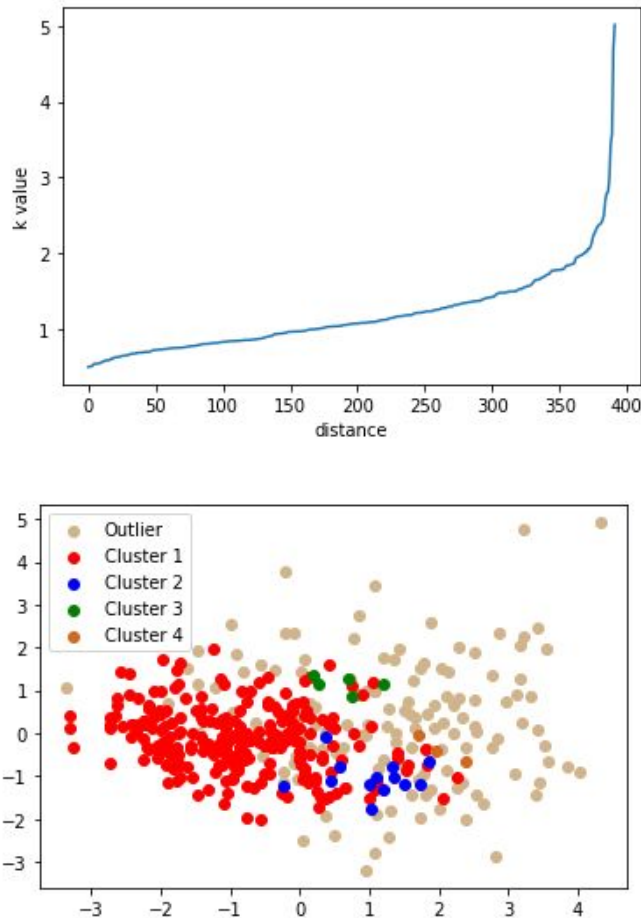 5
4
3
2
1
k value
0 50 100 150 200 250 300 350 400
distance
5
4
3
2
1
0
−1
−2
−3
Outlier
Cluster 1
Cluster 2
Cluster 3
Cluster 4
−3 −2 −1 0 1 2 3 4